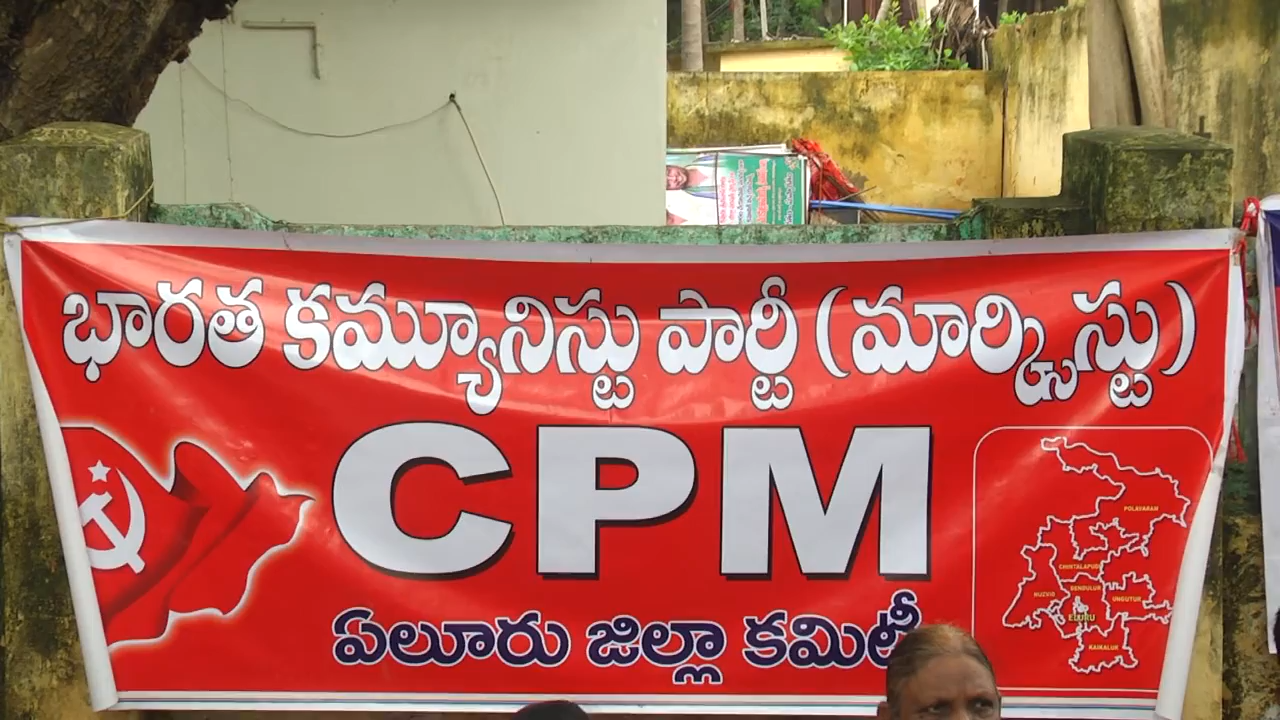 భారత కమ్యూనిస్టు పార్టీ (మార్క్సిస్టు)
CPM
ఏలూరు జిల్లా కమిటీ
POLAVARAM
CHINTALAPUDI
NUZVID
DENDULUR
UNGUTUR
ELURU
KAIKALUR